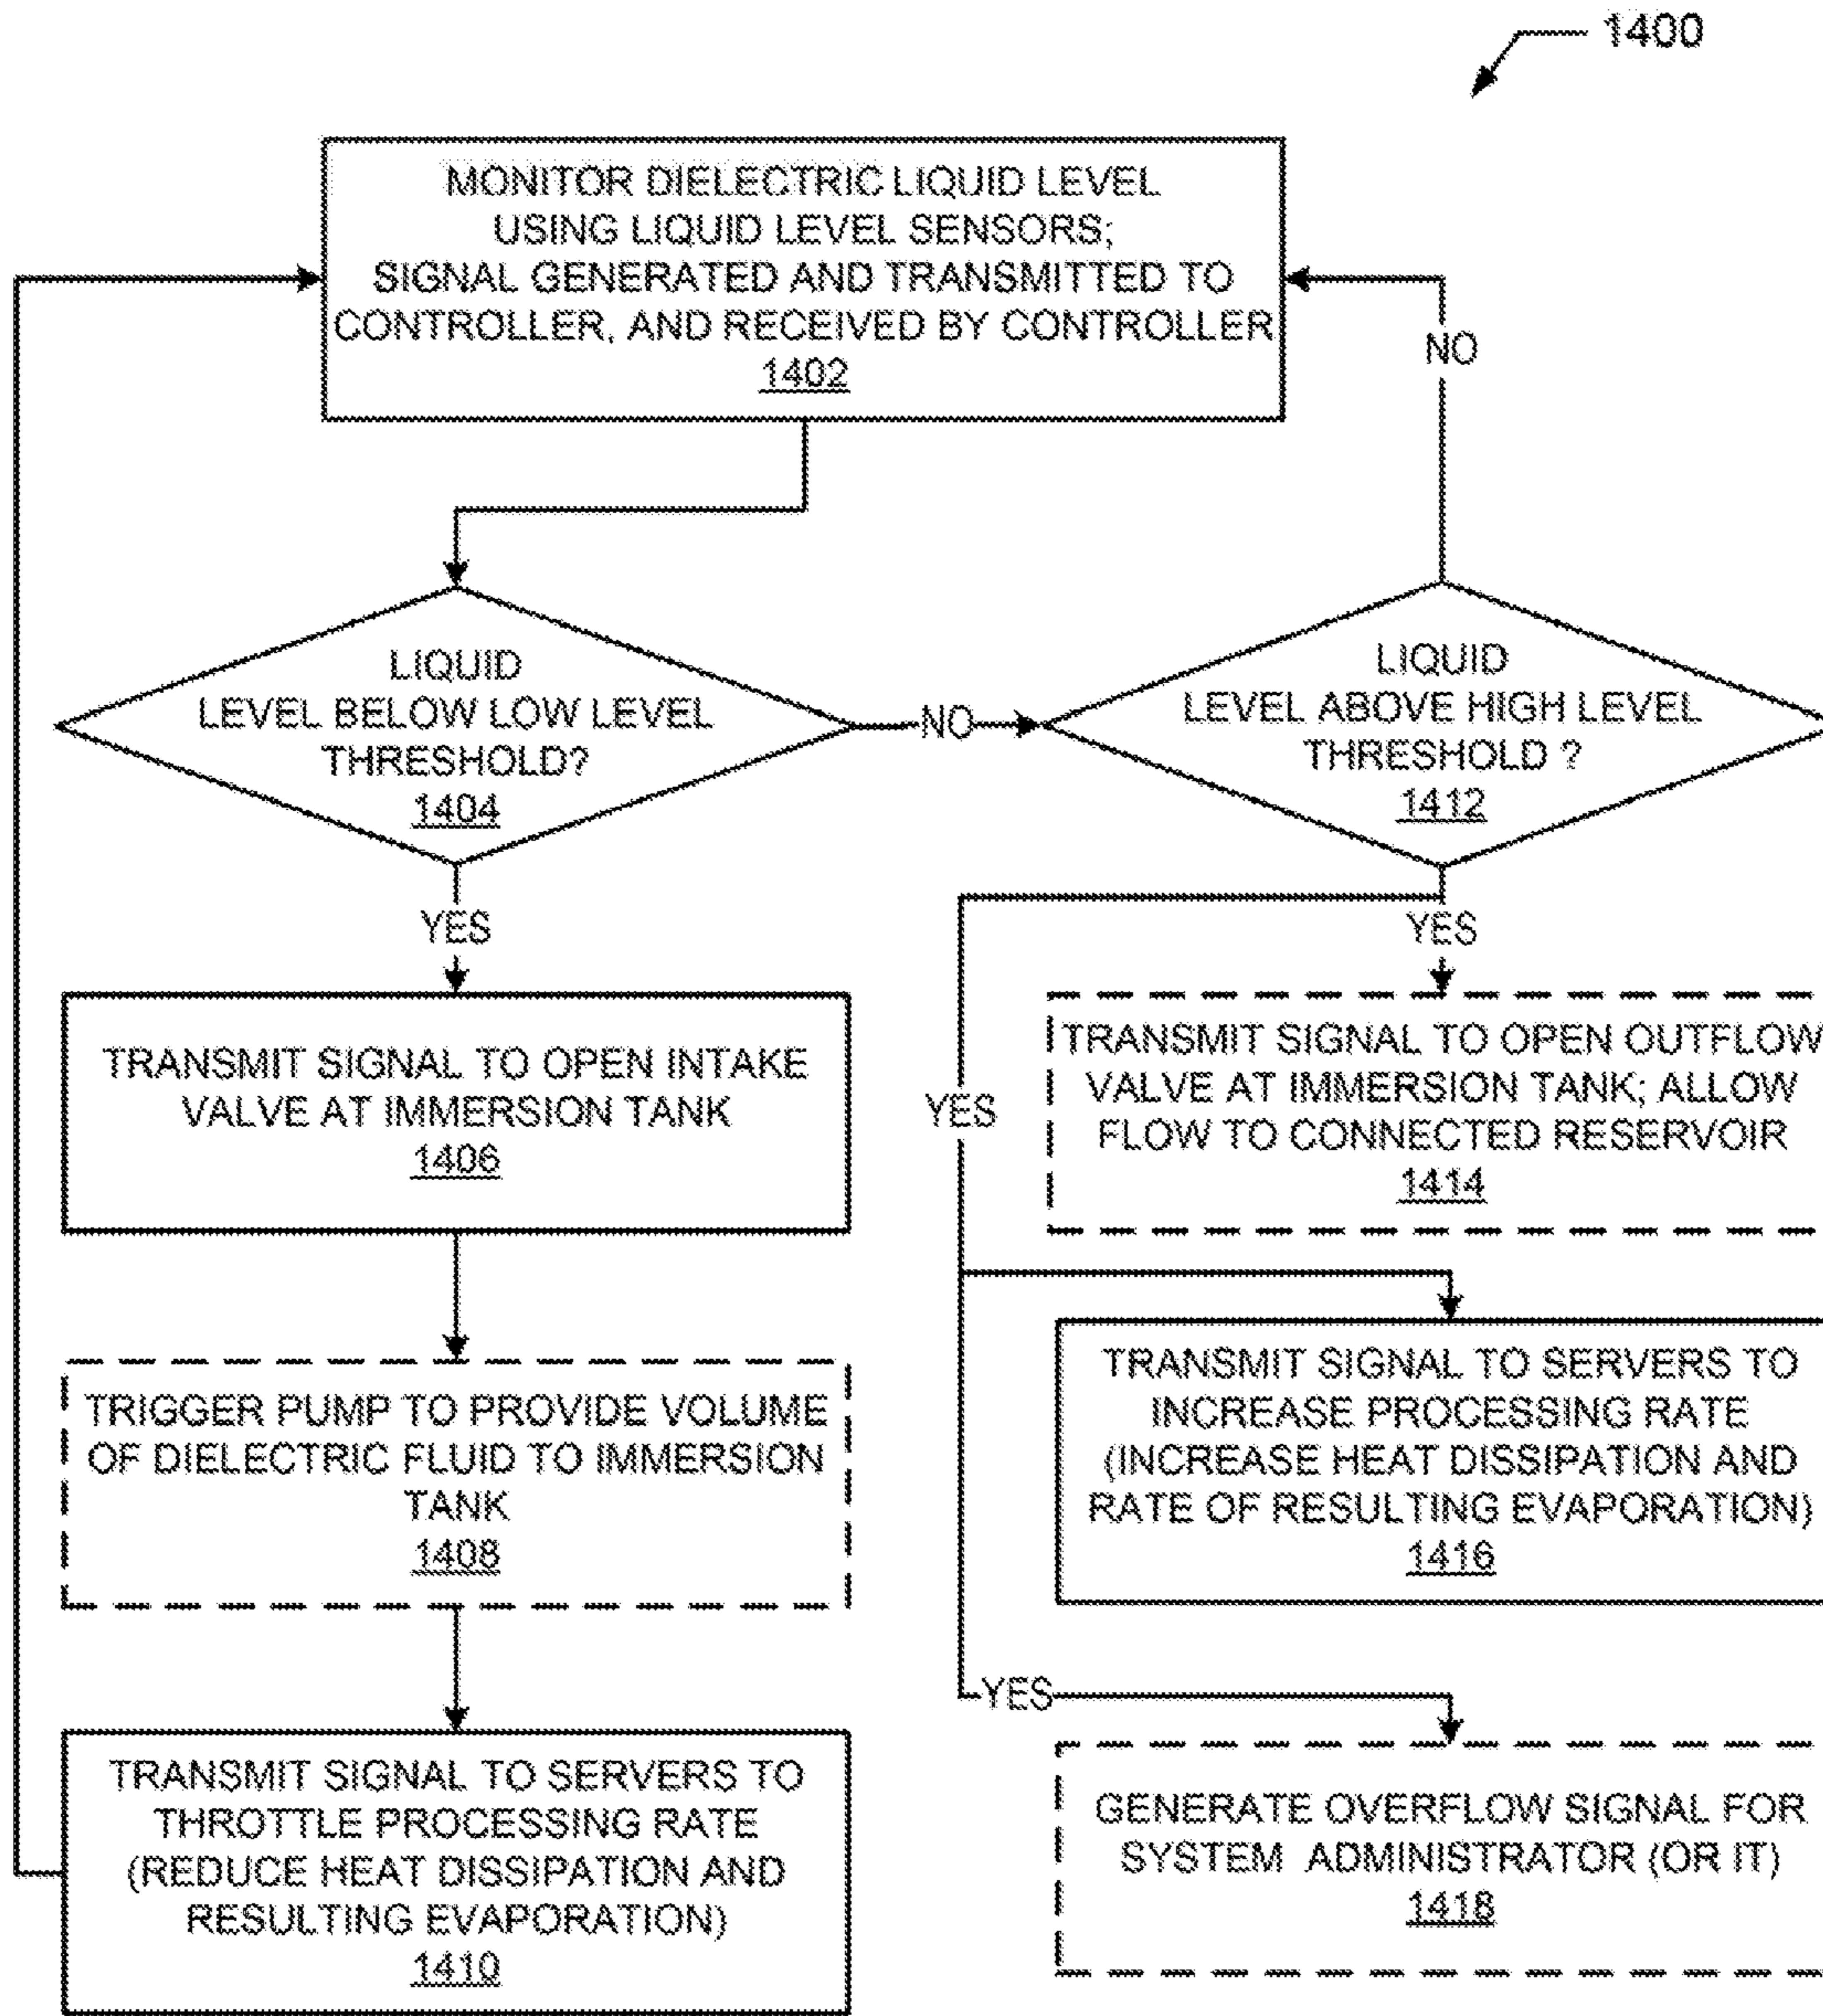 1400
MONITOR DIELECTRIC LIQUID LEVEL
USING LIQUID LEVEL SENSORS;
SIGNAL GENERATED AND TRANSMITTED TO
CONTROLLER, AND RECEIVED BY CONTROLLER
1402
NO
LIQUID
LEVEL BELOW LOW LEVEL
THRESHOLD?
1404
NO
LIQUID
LEVEL ABOVE HIGH LEVEL
THRESHOLD ?
1412
YES
TRANSMIT SIGNAL TO OPEN INTAKE
VALVE AT IMMERSION TANK
1406
TRIGGER PUMP TO PROVIDE VOLUME
OF DIELECTRIC FLUID TO IMMERSION
TANK
1408
TRANSMIT SIGNAL TO SERVERS TO
THROTTLE PROCESSING RATE
(REDUCE HEAT DISSIPATION AND
RESULTING EVAPORATION)
1410
YES
TRANSMIT SIGNAL TO OPEN OUTFLOW
VALVE AT IMMERSION TANK; ALLOW
FLOW TO CONNECTED RESERVOIR
1414
YES
TRANSMIT SIGNAL TO SERVERS TO
INCREASE PROCESSING RATE
(INCREASE HEAT DISSIPATION AND
RATE OF RESULTING EVAPORATION)
1416
YES
GENERATE OVERFLOW SIGNAL FOR
SYSTEM ADMINISTRATOR (OR IT)
1418